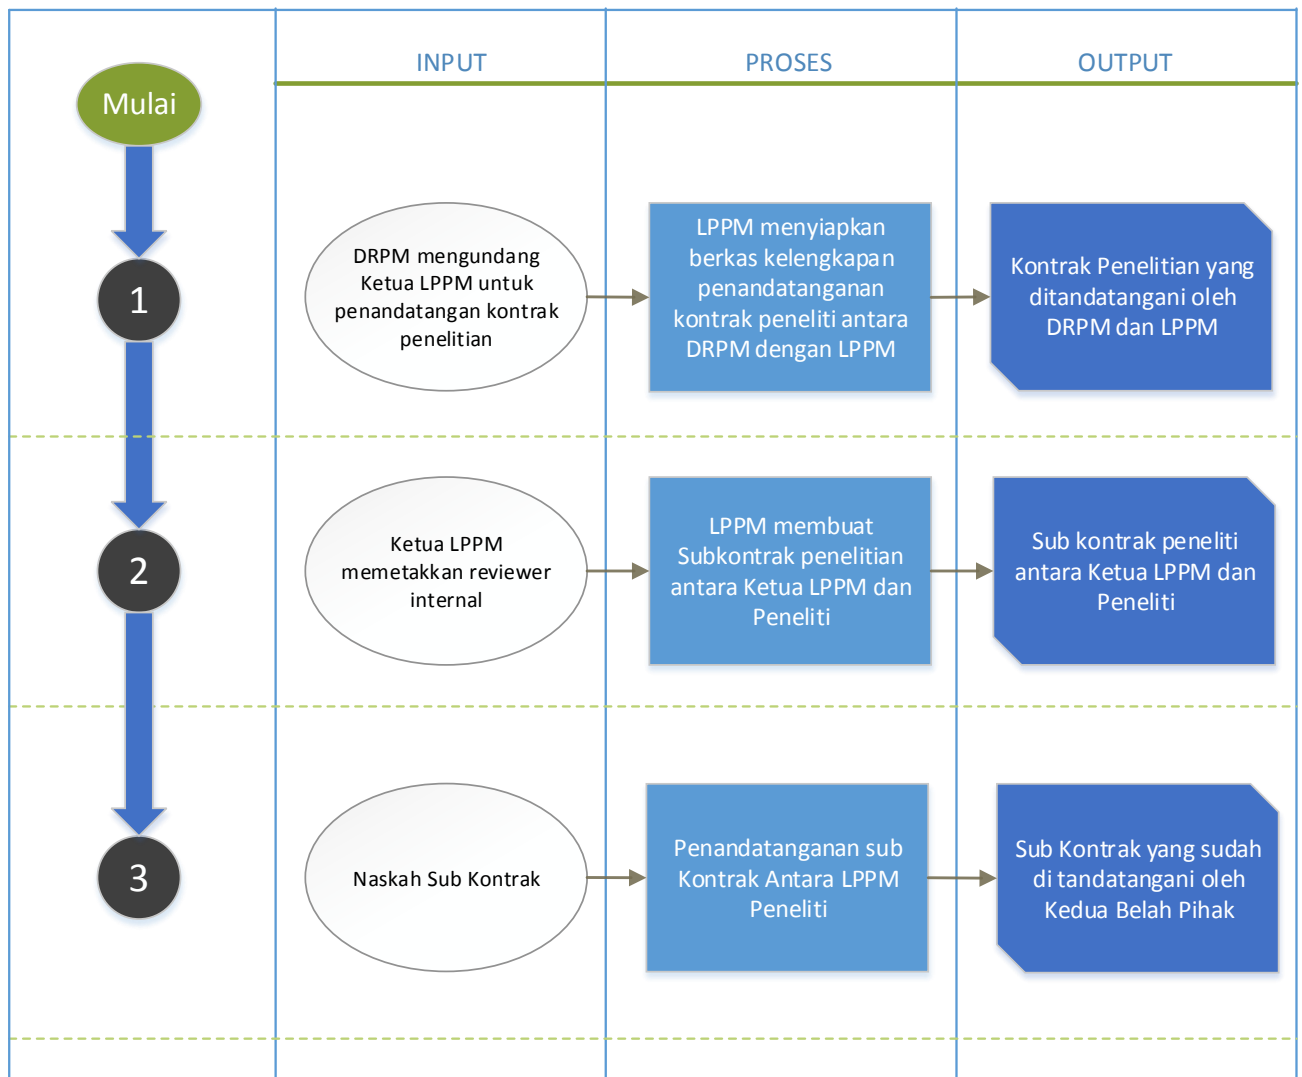 INPUT
PROSES
OUTPUT
Mulai
1
DRPM mengundang
Ketua LPPM untuk
penandatangan kontrak
penelitian
LPPM menyiapkan
berkas kelengkapan
penandatanganan
kontrak peneliti antara
DRPM dengan LPPM
Kontrak Penelitian yang
ditandatangani oleh
DRPM dan LPPM
2
Ketua LPPM
memetakkan reviewer
internal
LPPM membuat
Subkontrak penelitian
antara Ketua LPPM dan
Peneliti
Sub kontrak peneliti
antara Ketua LPPM dan
Peneliti
3
Naskah Sub Kontrak
Penandatanganan sub
Kontrak Antara LPPM
Peneliti
Sub Kontrak yang sudah
di tandatangani oleh
Kedua Belah Pihak